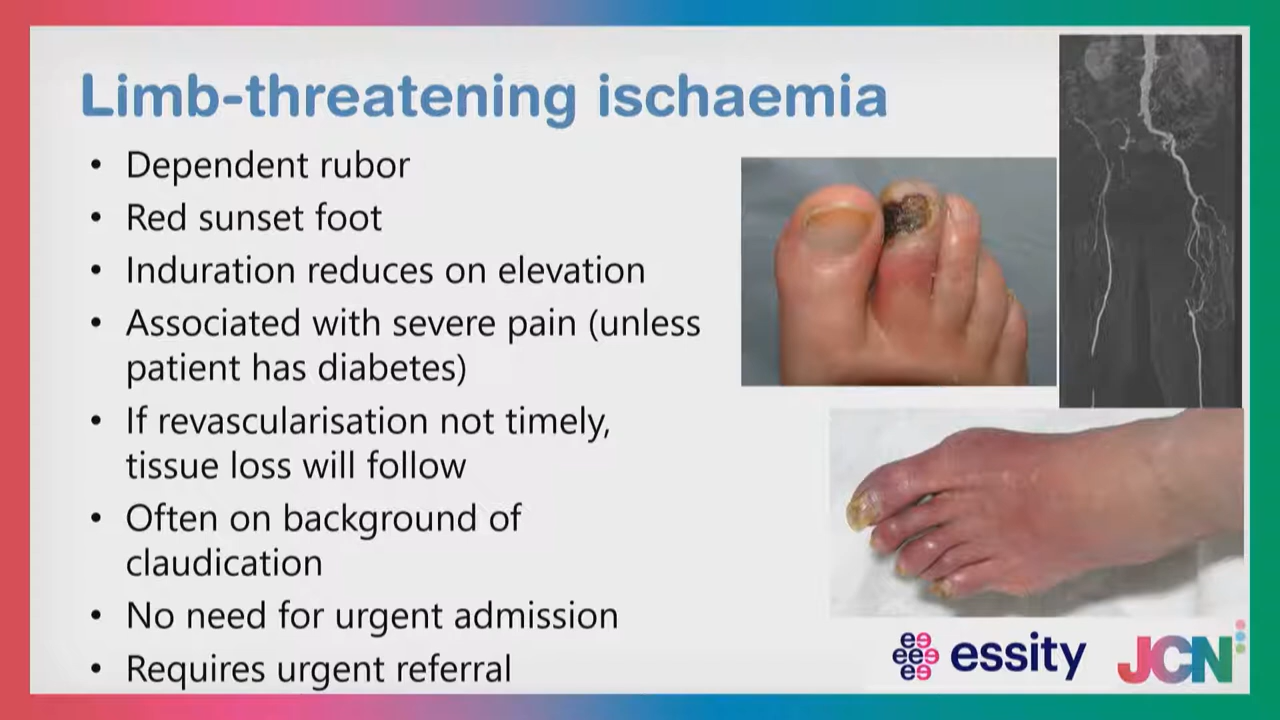 Limb-threatening ischaemia
• Dependent rubor
• Red sunset foot
• Induration reduces on elevation
• Associated with severe pain (unless
patient has diabetes)
• If revascularisation not timely,
tissue loss will follow
• Often on background of
claudication
• No need for urgent admission
• Requires urgent referral
essity
JCN